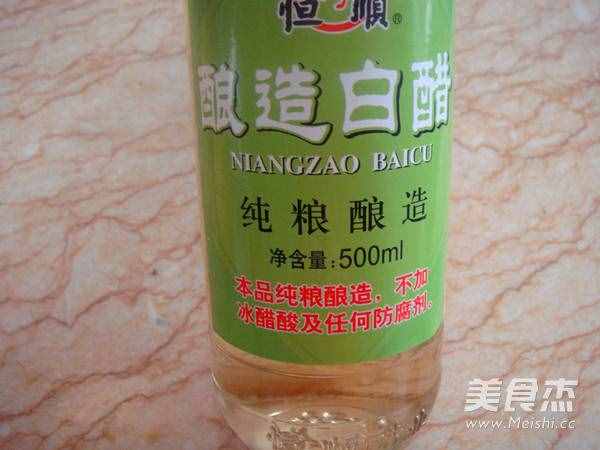 恒順®
酿造白醋
NIANGZAO BAICU
纯粮酿造
净含量:500ml
本品纯粮酿造，不加
冰醋酸及任何防腐剂。
美食杰
www.Meishi.cc